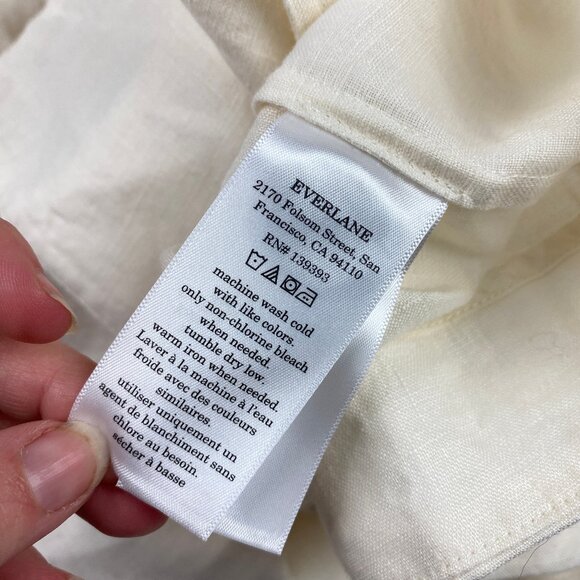 EVERLANE
2170 Folsom Street, San
Francisco, CA 94110
RN# 139393
machine wash cold
with like colors.
only non-chlorine bleach
when needed.
tumble dry low.
warm iron when needed.
Laver à la machine à l'eau
froide avec des couleurs
similaires.
utiliser uniquement un
agent de blanchiment sans
chlore au besoin.
sécher à basse